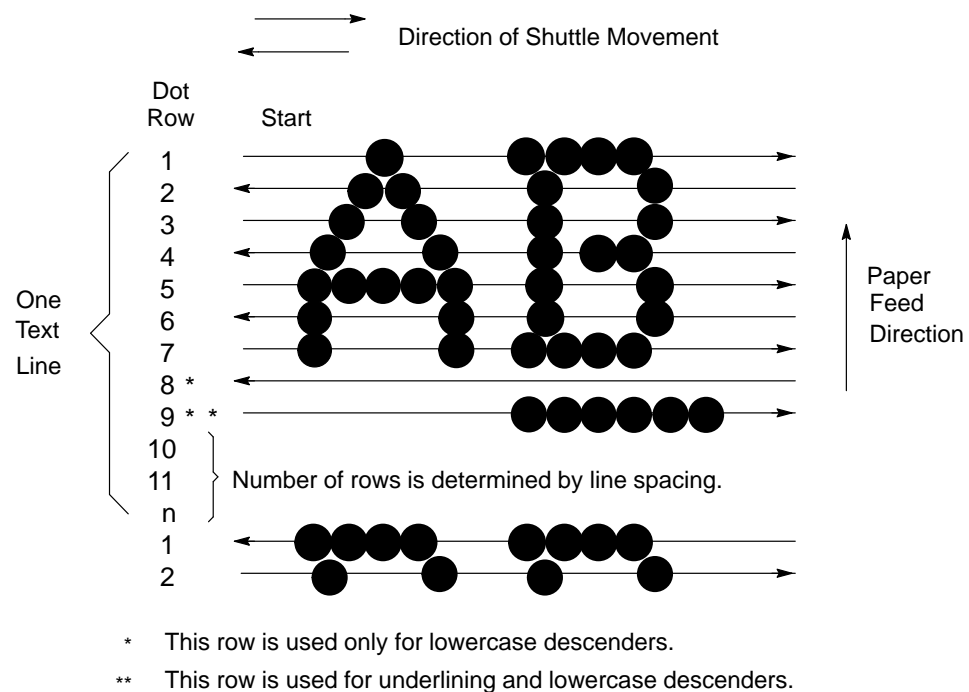 Direction of Shuttle Movement
Dot
Row
Start
1
2
3
4
5
6
7
8 *
9 * *
10
11
n
1
2
One
Text
Line
Number of rows is determined by line spacing.
Paper
Feed
Direction
* This row is used only for lowercase descenders.
** This row is used for underlining and lowercase descenders.